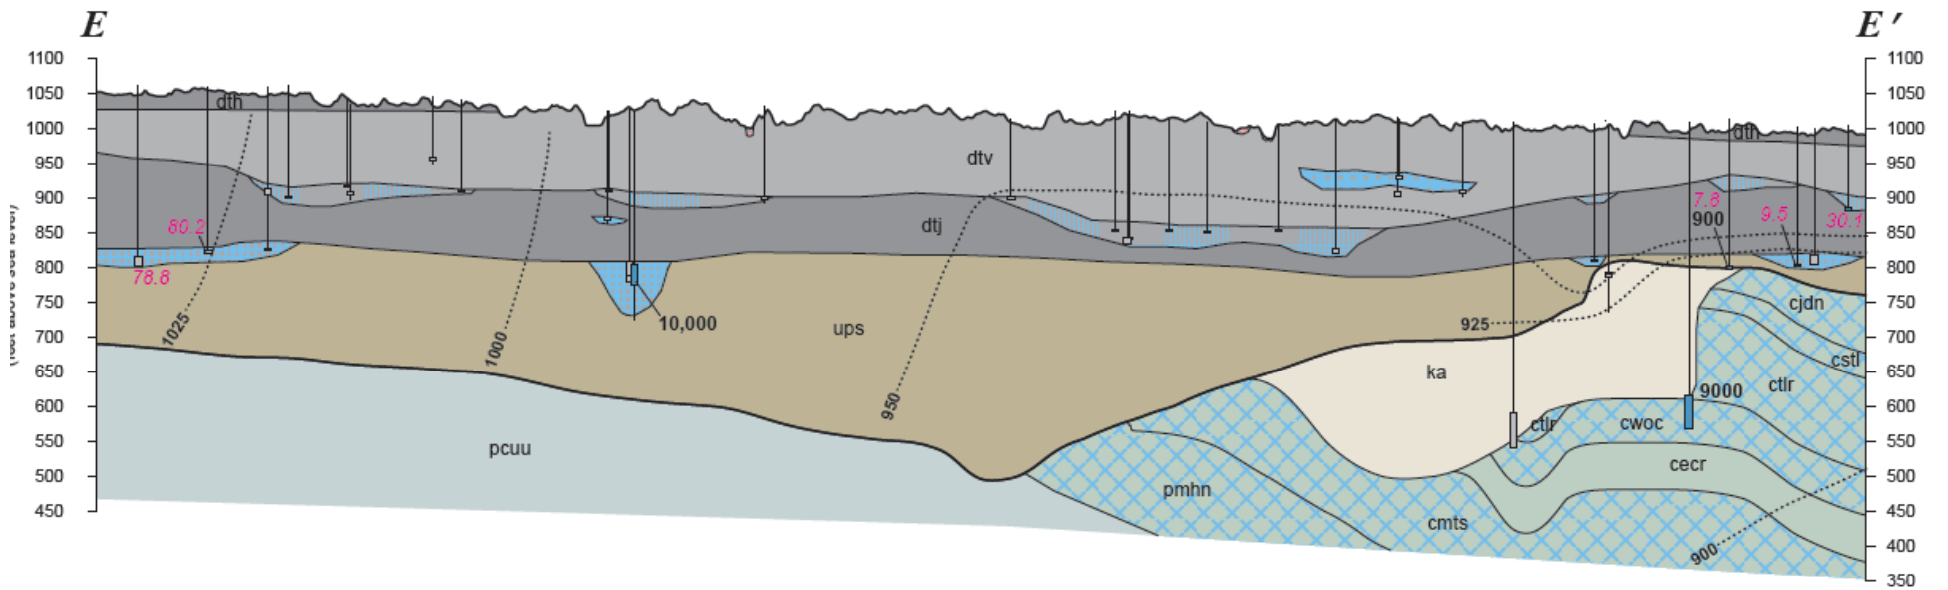 E E′
1100 1100
1050 dth 1050
1000 dth 1000
950 dtv 950
900 7.8 900
900 9.5 30.1
850 80.2 dtj 850
800 78.8 800
750 cjdn 750
700 1025 1000 10,000 ups 925 700
650 ka cstl 650
600 950 9000 ctlr 600
550 ctlr cwoc 550
500 pcuu pmhn cecr 500
450 cmts 450
900 400
350